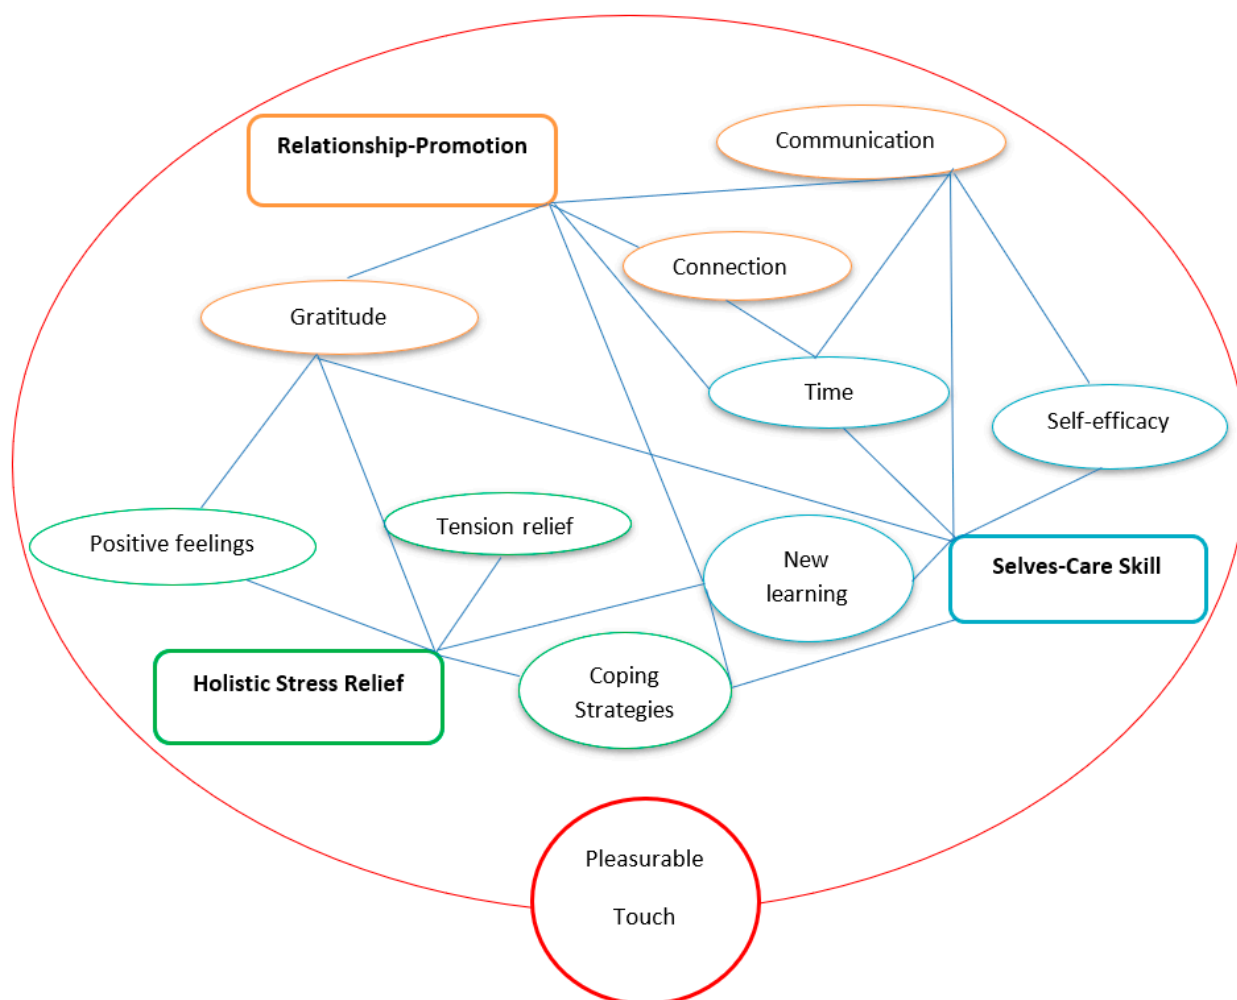 Relationship-Promotion
Communication
Connection
Gratitude
Time
Self-efficacy
Tension relief
Positive feelings
New
learning
Selves-Care Skill
Holistic Stress Relief
Coping
Strategies
Pleasurable
Touch